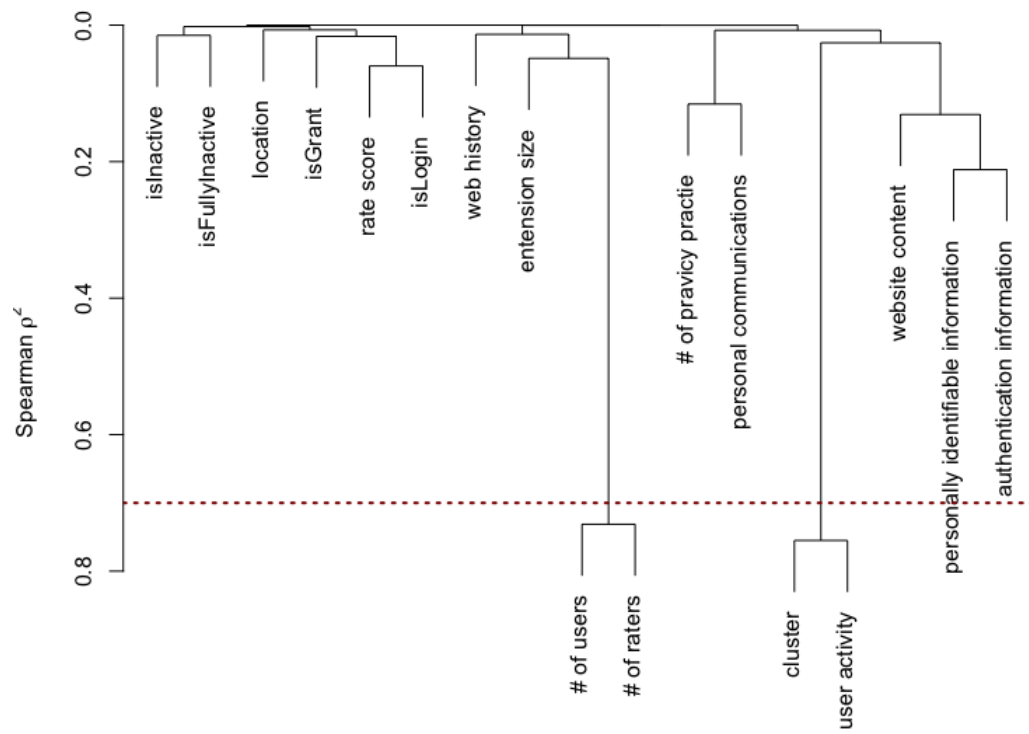 0.0
0.2
0.4
0.6
0.8
Spearman ρ²
isInactive
isFullyInactive
location
isGrant
rate score
isLogin
web history
entension size
# of users
# of raters
# of pravicy practie
personal communications
cluster
user activity
website content
personally identifiable information
authentication information